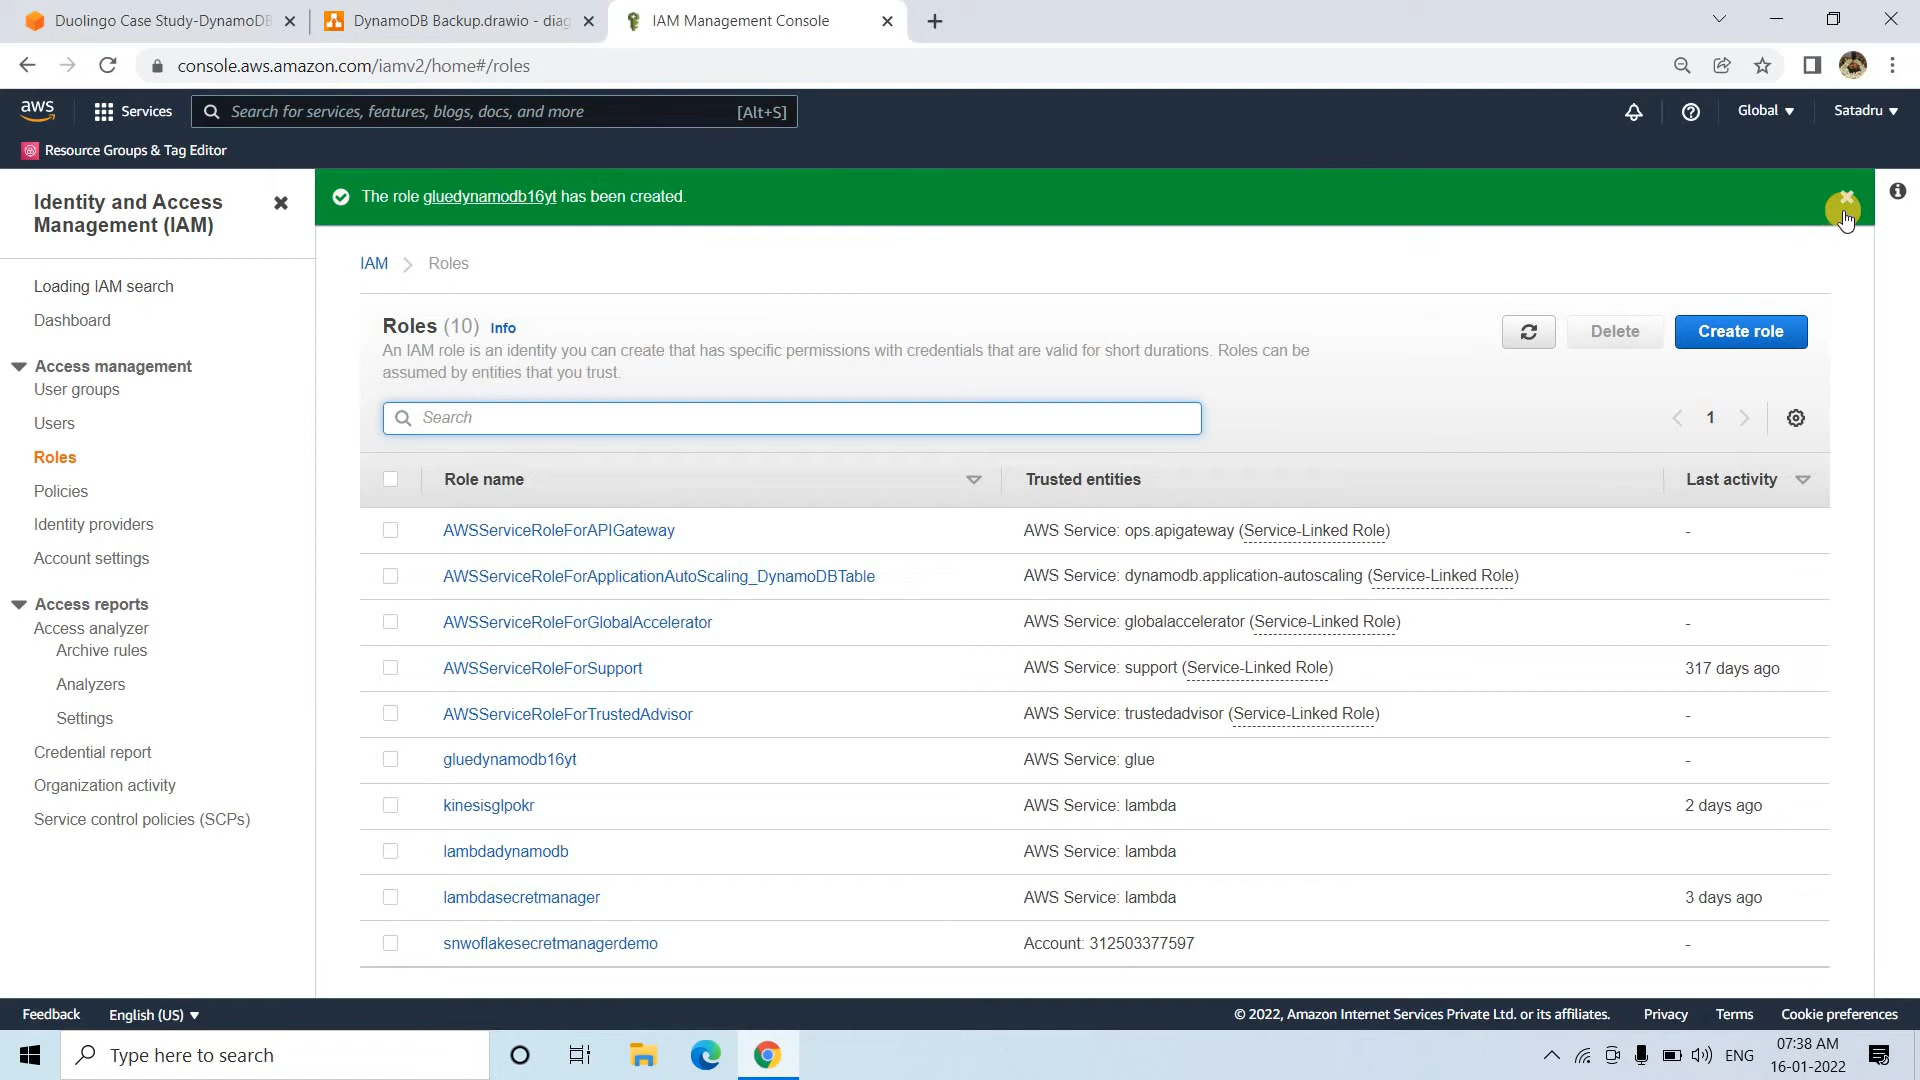 Duolingo Case Study-DynamoDB
DynamoDB Backup.drawio - diag
IAM Management Console
console.aws.amazon.com/iamv2/home#/roles
aws
Services
Search for services, features, blogs, docs, and more
[Alt+S]
Global
Satadru
Resource Groups & Tag Editor
Identity and Access
Management (IAM)
Loading IAM search
Dashboard
Access management
User groups
Users
Roles
Policies
Identity providers
Account settings
Access reports
Access analyzer
Archive rules
Analyzers
Settings
Credential report
Organization activity
Service control policies (SCPs)
The role gluedynamodb16yt has been created.
IAM > Roles
Roles (10) Info
An IAM role is an identity you can create that has specific permissions with credentials that are valid for short durations. Roles can be
assumed by entities that you trust.
Delete
Create role
Search
1
Role name Trusted entities Last activity
AWSServiceRoleForAPIGateway AWS Service: ops.apigateway (Service-Linked Role) -
AWSServiceRoleForApplicationAutoScaling_DynamoDBTable AWS Service: dynamodb.application-autoscaling (Service-Linked Role)
AWSServiceRoleForGlobalAccelerator AWS Service: globalaccelerator (Service-Linked Role) -
AWSServiceRoleForSupport AWS Service: support (Service-Linked Role) 317 days ago
AWSServiceRoleForTrustedAdvisor AWS Service: trustedadvisor (Service-Linked Role) -
gluedynamodb16yt AWS Service: glue -
kinesisglpokr AWS Service: lambda 2 days ago
lambdadynamodb AWS Service: lambda
lambdasecretmanager AWS Service: lambda 3 days ago
snwoflakesecretmanagerdemo Account: 312503377597 -
Feedback English (US)
© 2022, Amazon Internet Services Private Ltd. or its affiliates. Privacy Terms Cookie preferences
Type here to search
ENG
07:38 AM
16-01-2022